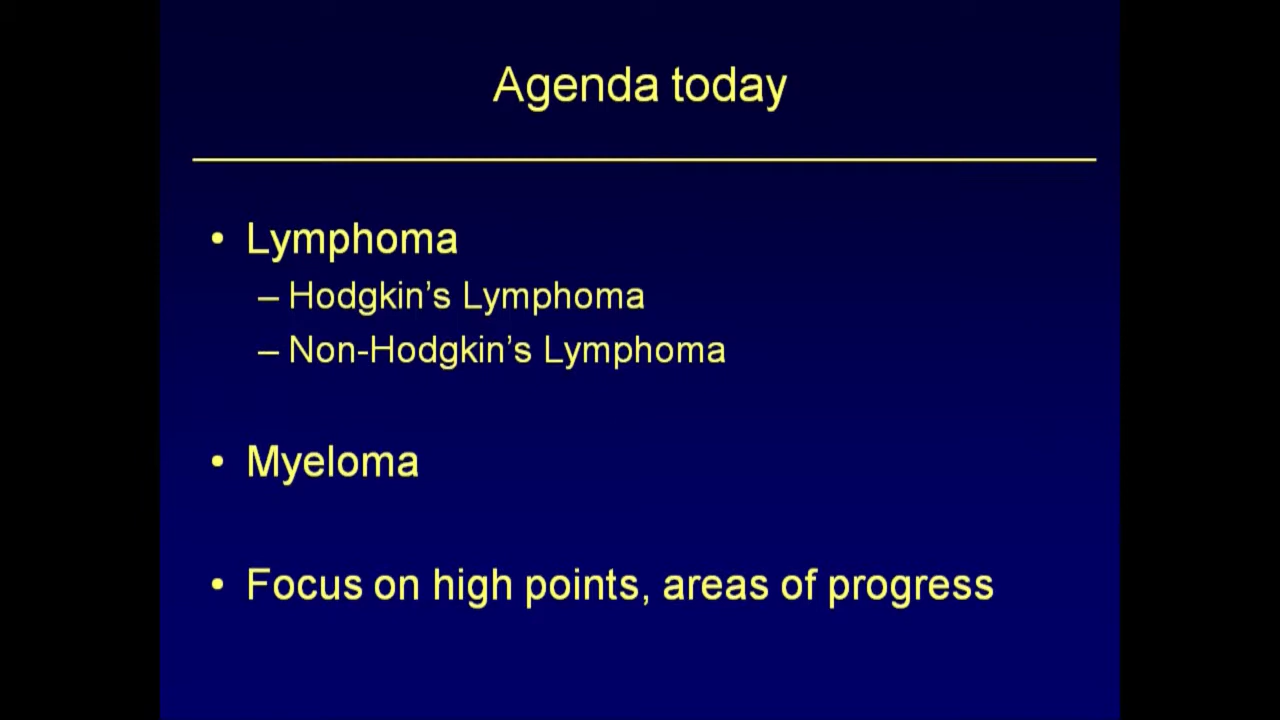 Agenda today
• Lymphoma
– Hodgkin’s Lymphoma
– Non-Hodgkin’s Lymphoma
• Myeloma
• Focus on high points, areas of progress